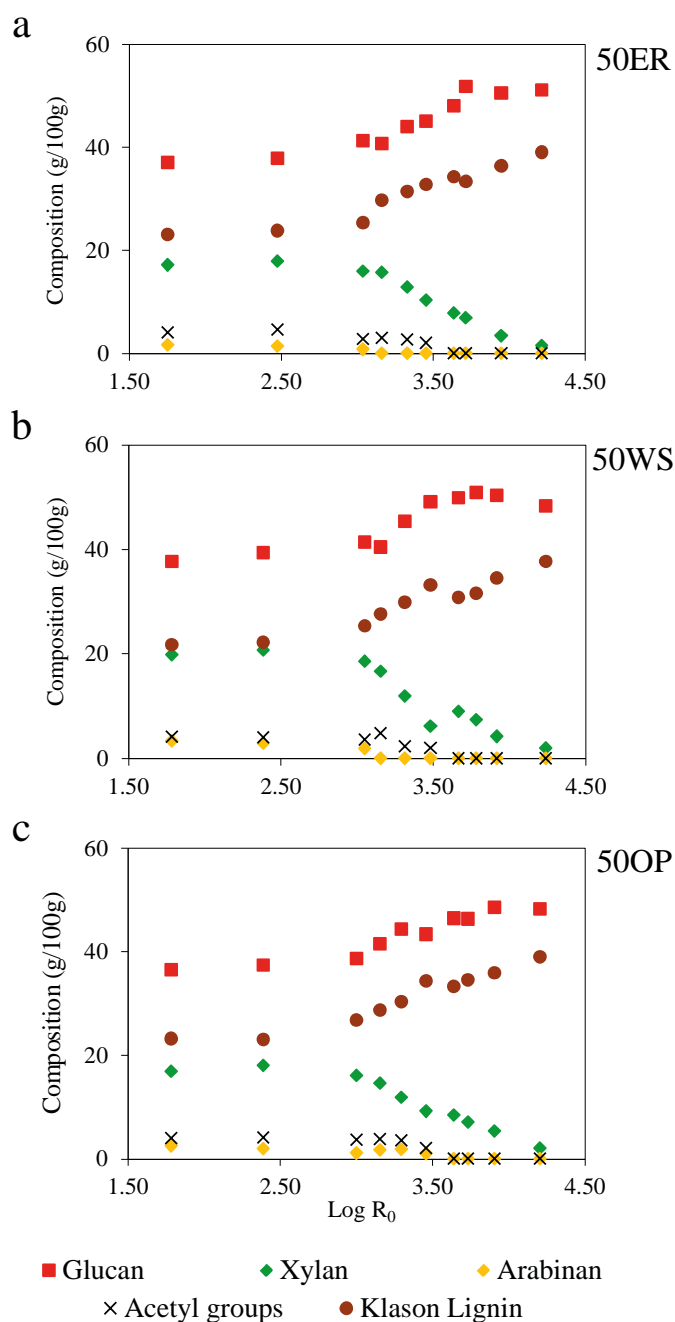 a
50ER
Composition (g/100g)
60
40
20
0
1.50 2.50 3.50 4.50
b
50WS
Composition (g/100g)
60
40
20
0
1.50 2.50 3.50 4.50
c
50OP
Composition (g/100g)
60
40
20
0
1.50 2.50 3.50 4.50
Log R₀
Glucan Xylan Arabinan
Acetyl groups Klason Lignin